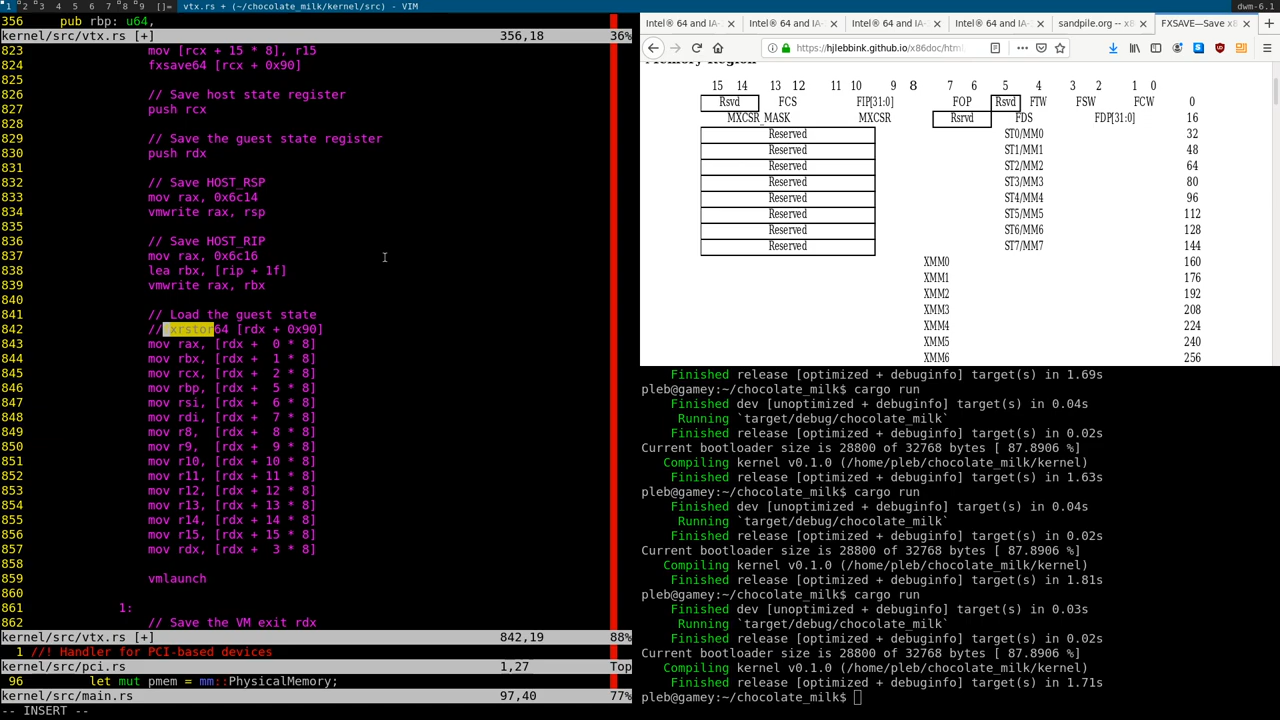 1 2 3 4 5 6 7 8 9 []= vtx.rs + (~/chocolate_milk/kernel/src) - VIM dwm-6.1
356 pub rbp: u64,
kernel/src/vtx.rs [+] 356,18 36%
823 mov [rcx + 15 * 8], r15
824 fxsave64 [rcx + 0x90]
825
826 // Save host state register
827 push rcx
828
829 // Save the guest state register
830 push rdx
831
832 // Save HOST_RSP
833 mov rax, 0x6c14
834 vmwrite rax, rsp
835
836 // Save HOST_RIP
837 mov rax, 0x6c16
838 lea rbx, [rip + 1f]
839 vmwrite rax, rbx
840
841 // Load the guest state
842 // xrstor64 [rdx + 0x90]
843 mov rax, [rdx + 0 * 8]
844 mov rbx, [rdx + 1 * 8]
845 mov rcx, [rdx + 2 * 8]
846 mov rbp, [rdx + 5 * 8]
847 mov rsi, [rdx + 6 * 8]
848 mov rdi, [rdx + 7 * 8]
849 mov r8, [rdx + 8 * 8]
850 mov r9, [rdx + 9 * 8]
851 mov r10, [rdx + 10 * 8]
852 mov r11, [rdx + 11 * 8]
853 mov r12, [rdx + 12 * 8]
854 mov r13, [rdx + 13 * 8]
855 mov r14, [rdx + 14 * 8]
856 mov r15, [rdx + 15 * 8]
857 mov rdx, [rdx + 3 * 8]
858
859 vmlaunch
860
861 1:
862 // Save the VM exit rdx
kernel/src/vtx.rs [+] 842,19 88%
1 //! Handler for PCI-based devices
kernel/src/pci.rs 1,27 Top
96 let mut pmem = mm::PhysicalMemory;
kernel/src/main.rs 97,40 77%
-- INSERT --
Intel® 64 and IA- Intel® 64 and IA- Intel® 64 and IA- Intel® 64 and IA- sandpile.org -- x8 FXSAVE—Save x8
https://hjlebbink.github.io/x86doc/html
15 14 13 12 11 10 9 8 7 6 5 4 3 2 1 0
Rsvd FCS FIP[31:0] FOP Rsvd FTW FSW FCW 0
MXCSR_MASK MXCSR Rsrvd FDS FDP[31:0] 16
Reserved ST0/MM0 32
Reserved ST1/MM1 48
Reserved ST2/MM2 64
Reserved ST3/MM3 80
Reserved ST4/MM4 96
Reserved ST5/MM5 112
Reserved ST6/MM6 128
Reserved ST7/MM7 144
XMM0 160
XMM1 176
XMM2 192
XMM3 208
XMM4 224
XMM5 240
XMM6 256
Finished release [optimized + debuginfo] target(s) in 1.69s
pleb@gamey:~/chocolate_milk$ cargo run
Finished dev [unoptimized + debuginfo] target(s) in 0.04s
Running `target/debug/chocolate_milk`
Finished release [optimized + debuginfo] target(s) in 0.02s
Current bootloader size is 28800 of 32768 bytes [ 87.8906 %]
Compiling kernel v0.1.0 (/home/pleb/chocolate_milk/kernel)
Finished release [optimized + debuginfo] target(s) in 1.63s
pleb@gamey:~/chocolate_milk$ cargo run
Finished dev [unoptimized + debuginfo] target(s) in 0.04s
Running `target/debug/chocolate_milk`
Finished release [optimized + debuginfo] target(s) in 0.02s
Current bootloader size is 28800 of 32768 bytes [ 87.8906 %]
Compiling kernel v0.1.0 (/home/pleb/chocolate_milk/kernel)
Finished release [optimized + debuginfo] target(s) in 1.81s
pleb@gamey:~/chocolate_milk$ cargo run
Finished dev [unoptimized + debuginfo] target(s) in 0.03s
Running `target/debug/chocolate_milk`
Finished release [optimized + debuginfo] target(s) in 0.02s
Current bootloader size is 28800 of 32768 bytes [ 87.8906 %]
Compiling kernel v0.1.0 (/home/pleb/chocolate_milk/kernel)
Finished release [optimized + debuginfo] target(s) in 1.71s
pleb@gamey:~/chocolate_milk$